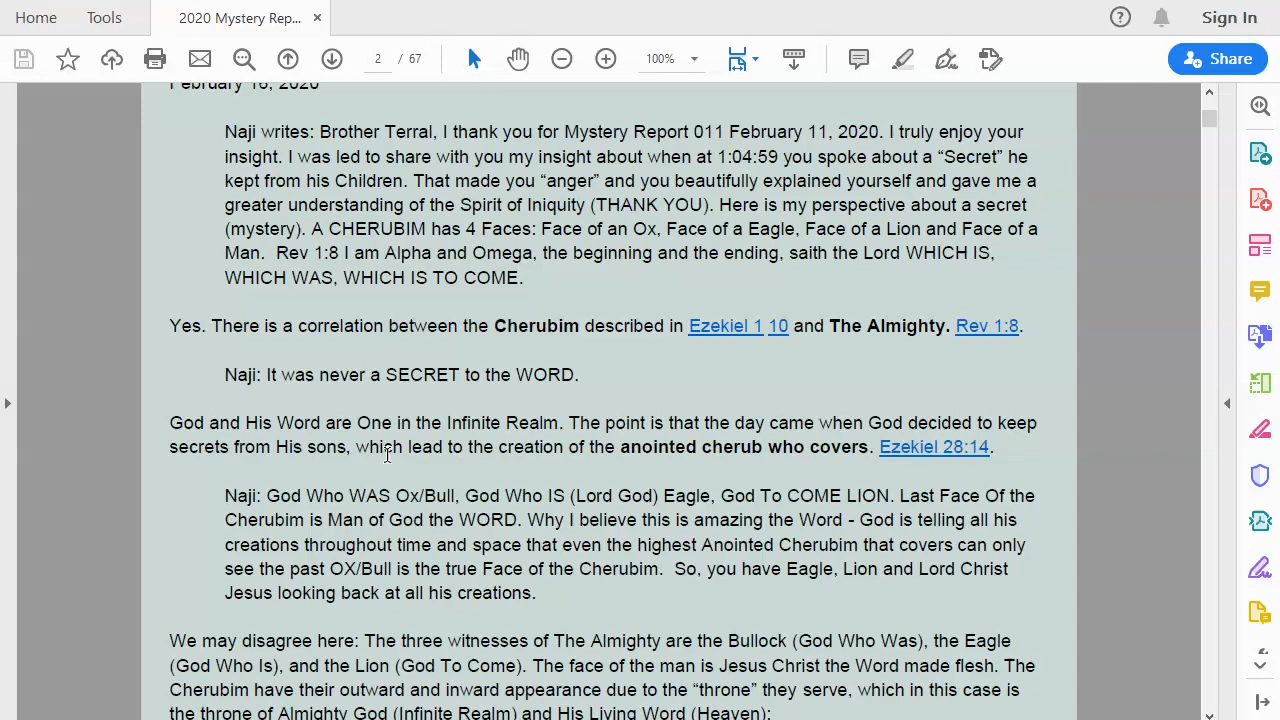 Home
Tools
2020 Mystery Rep...
Sign In
2 / 67
100%
Share
February 16, 2020
Naji writes: Brother Terral, I thank you for Mystery Report 011 February 11, 2020. I truly enjoy your
insight. I was led to share with you my insight about when at 1:04:59 you spoke about a “Secret” he
kept from his Children. That made you “anger” and you beautifully explained yourself and gave me a
greater understanding of the Spirit of Iniquity (THANK YOU). Here is my perspective about a secret
(mystery). A CHERUBIM has 4 Faces: Face of an Ox, Face of a Eagle, Face of a Lion and Face of a
Man.  Rev 1:8 I am Alpha and Omega, the beginning and the ending, saith the Lord WHICH IS,
WHICH WAS, WHICH IS TO COME.
Yes. There is a correlation between the Cherubim described in Ezekiel 1 10 and The Almighty. Rev 1:8.
Naji: It was never a SECRET to the WORD.
God and His Word are One in the Infinite Realm. The point is that the day came when God decided to keep
secrets from His sons, which lead to the creation of the anointed cherub who covers. Ezekiel 28:14.
Naji: God Who WAS Ox/Bull, God Who IS (Lord God) Eagle, God To COME LION. Last Face Of the
Cherubim is Man of God the WORD. Why I believe this is amazing the Word - God is telling all his
creations throughout time and space that even the highest Anointed Cherubim that covers can only
see the past OX/Bull is the true Face of the Cherubim.  So, you have Eagle, Lion and Lord Christ
Jesus looking back at all his creations.
We may disagree here: The three witnesses of The Almighty are the Bullock (God Who Was), the Eagle
(God Who Is), and the Lion (God To Come). The face of the man is Jesus Christ the Word made flesh. The
Cherubim have their outward and inward appearance due to the “throne” they serve, which in this case is
the throne of Almighty God (Infinite Realm) and His Living Word (Heaven):